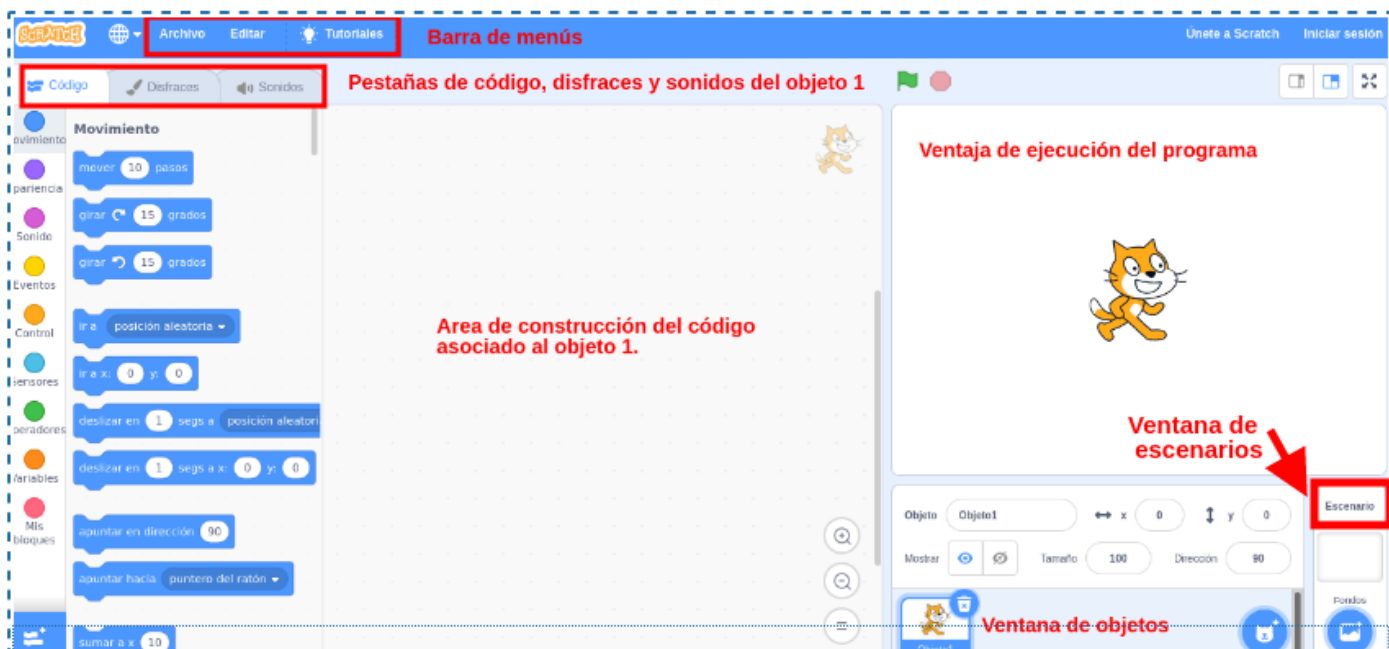 SCRATCH
Archivo Editar Tutoriales Barra de menús Únete a Scratch Iniciar sesión
Código Disfraces Sonidos Pestañas de código, disfraces y sonidos del objeto 1
Movimiento
ovimiento
mover 10 pasos
pariencia
girar 15 grados
Sonido
girar 15 grados
Eventos
ir a posición aleatoria
Control
ir a x: 0 y: 0
Sensores
deslizar en 1 segs a posición aleatori
peradores
deslizar en 1 segs a x: 0 y: 0
Variables
Mis
bloques
apuntar en dirección 90
apuntar hacia puntero del ratón
sumar a x 10
Area de construcción del código
asociado al objeto 1.
Ventaja de ejecución del programa
Ventana de
escenarios
Objeto Objeto1 x 0 y 0
Mostrar Tamaño 100 Dirección 90
Escenario
Fondos
Ventana de objetos
Objeto1